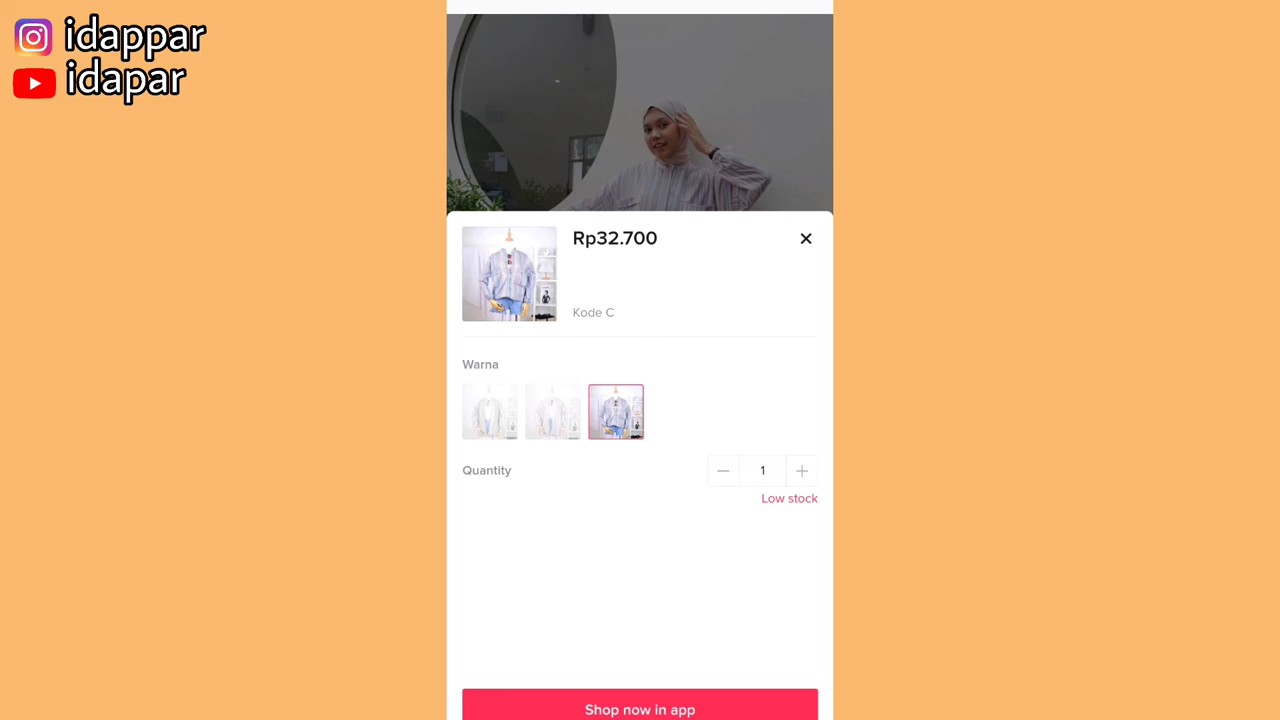 idappar
idapar
Rp32.700
Kode C
Warna
Quantity
1
Low stock
Shop now in app